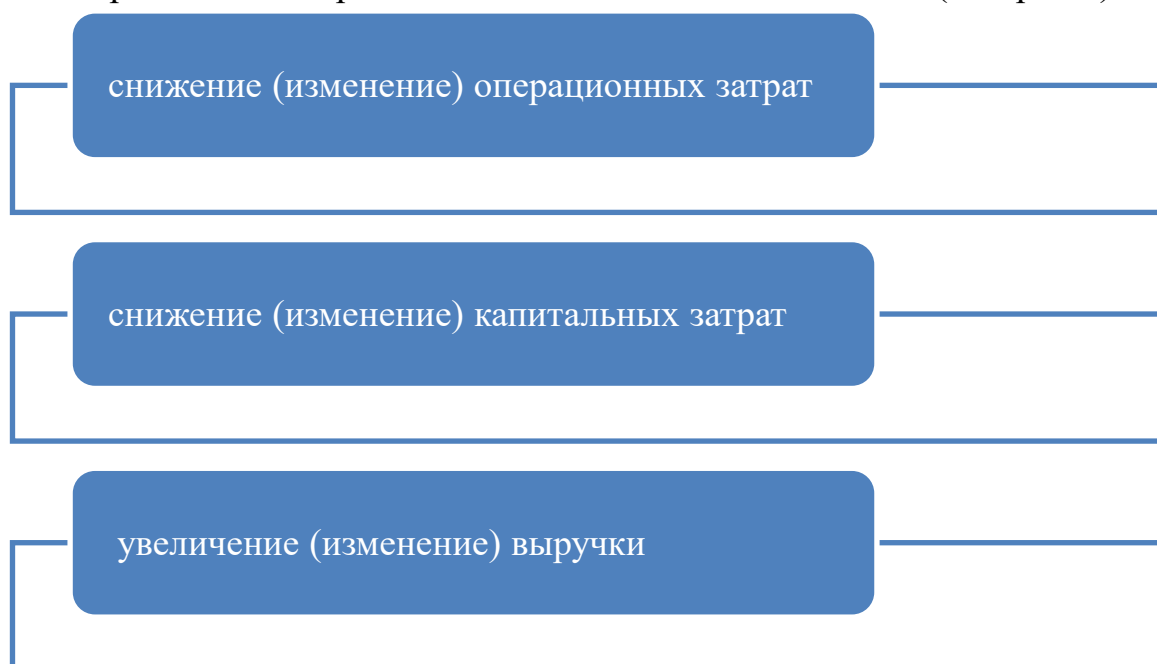 снижение (изменение) операционных затрат
снижение (изменение) капитальных затрат
увеличение (изменение) выручки